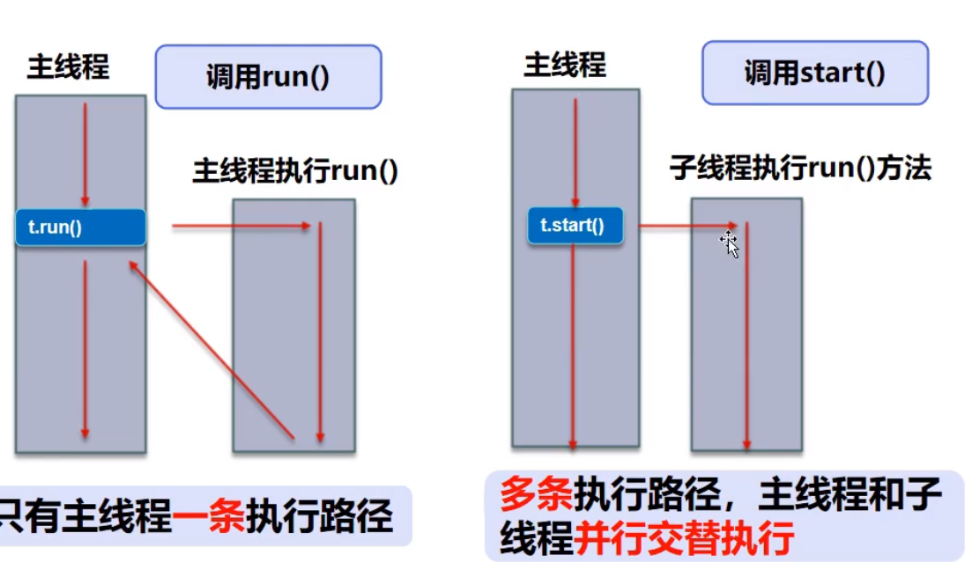 主线程
调用run()
主线程执行run()
t.run()
只有主线程一条执行路径
主线程
调用start()
子线程执行run()方法
t.start()
多条执行路径，主线程和子
线程并行交替执行